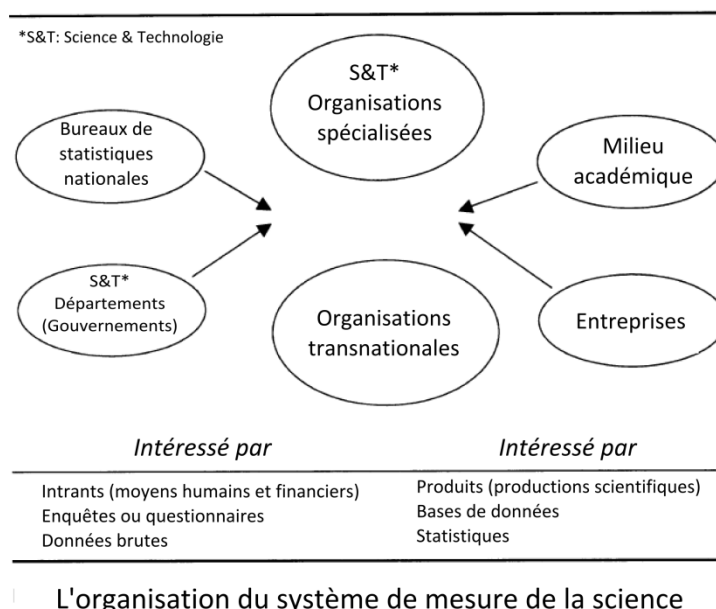 *S&T: Science & Technologie
S&T*
Organisations
spécialisées
Bureaux de
statistiques
nationales
Milieu
académique
S&T*
Départements
(Gouvernements)
Organisations
transnationales
Entreprises
Intéressé par
Intéressé par
Intrants (moyens humains et financiers)
Enquêtes ou questionnaires
Données brutes
Produits (productions scientifiques)
Bases de données
Statistiques
L'organisation du système de mesure de la science